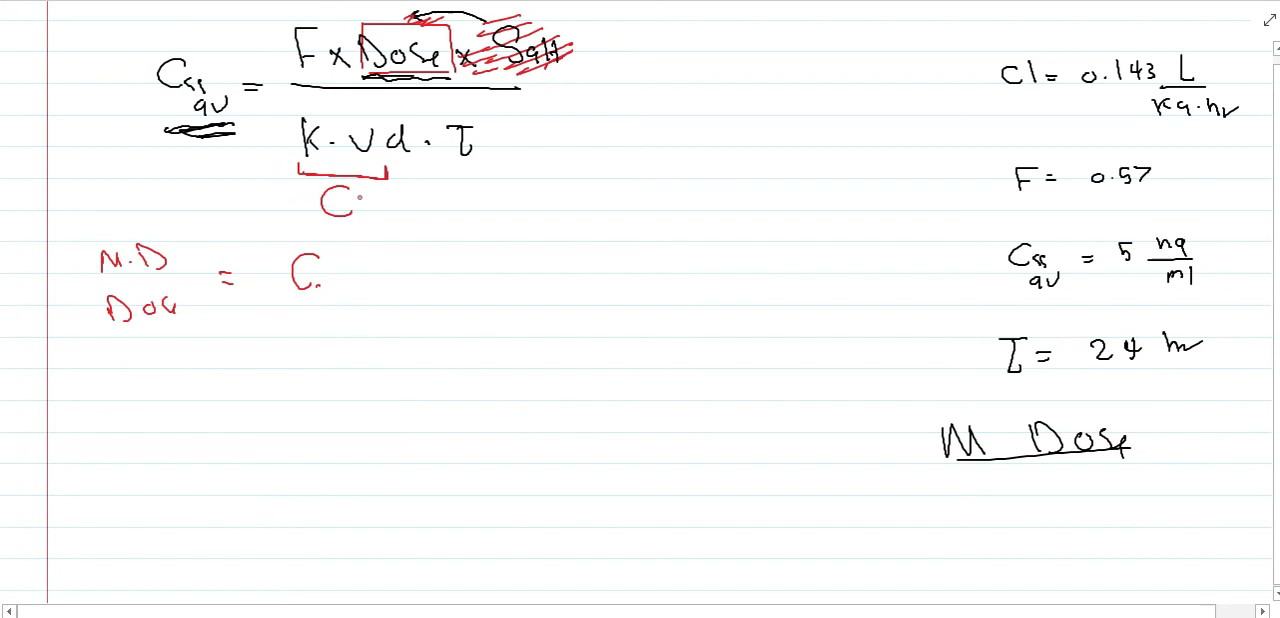 F x Dose x Salt
Css av =
K · Vd · τ
C
M.D Dose = C.
Cl = 0.143 L / Kg·hr
F = 0.57
Css av = 5 ng / ml
τ = 24 hr
M Dose